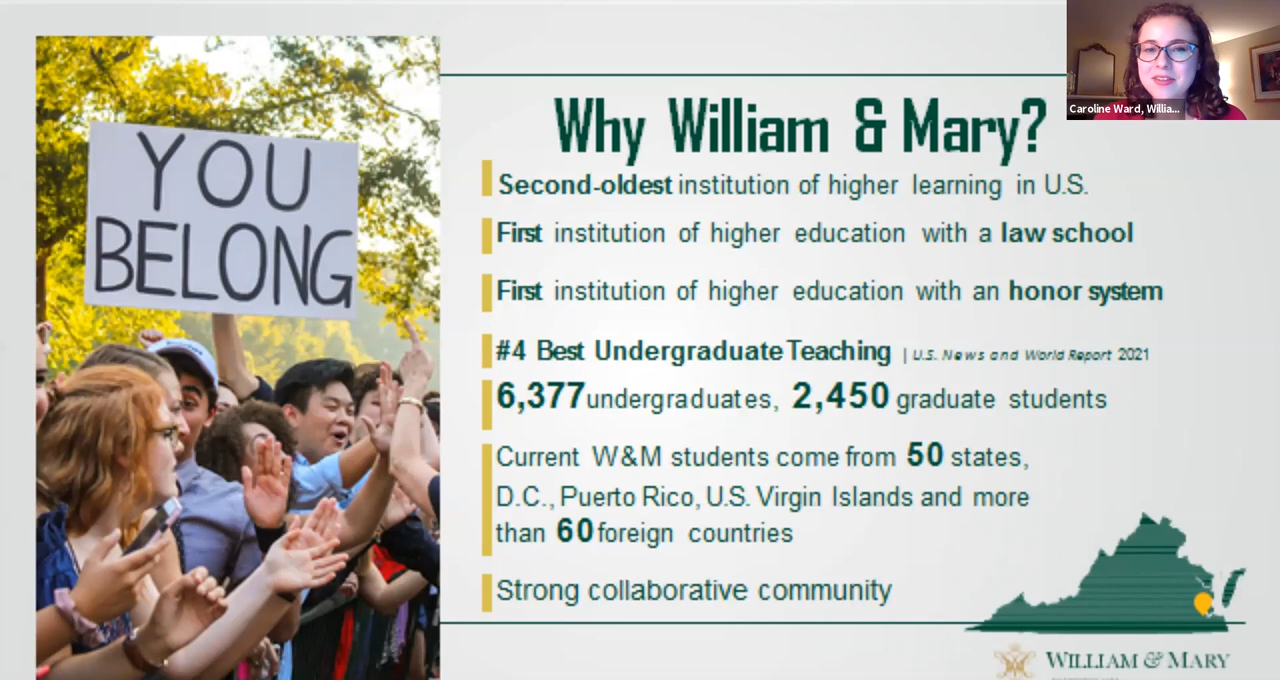 Why William & Mary?
Caroline Ward, Willia...
YOU
BELONG
Second-oldest institution of higher learning in U.S.
First institution of higher education with a law school
First institution of higher education with an honor system
#4 Best Undergraduate Teaching | U.S. News and World Report 2021
6,377 undergraduates, 2,450 graduate students
Current W&M students come from 50 states,
D.C., Puerto Rico, U.S. Virgin Islands and more
than 60 foreign countries
Strong collaborative community
WILLIAM & MARY